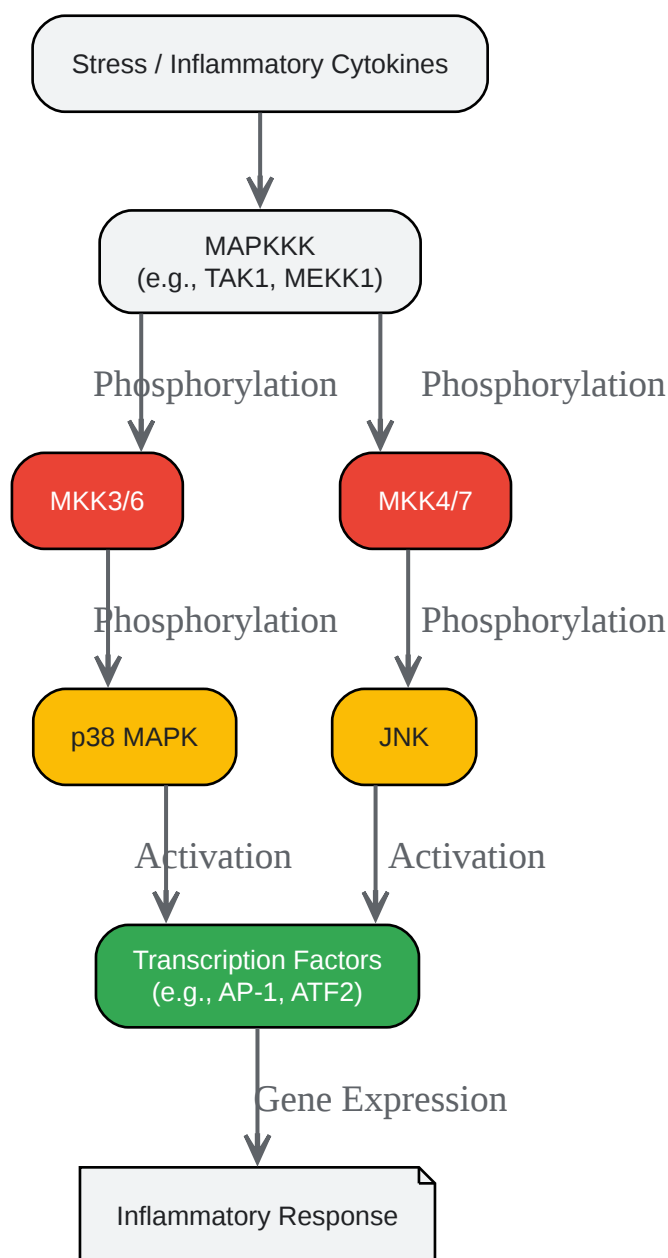 Stress / Inflammatory Cytokines
MAPKKK
(e.g., TAK1, MEKK1)
Phosphorylation
Phosphorylation
MKK3/6
MKK4/7
Phosphorylation
Phosphorylation
p38 MAPK
JNK
Activation
Activation
Transcription Factors
(e.g., AP-1, ATF2)
Gene Expression
Inflammatory Response